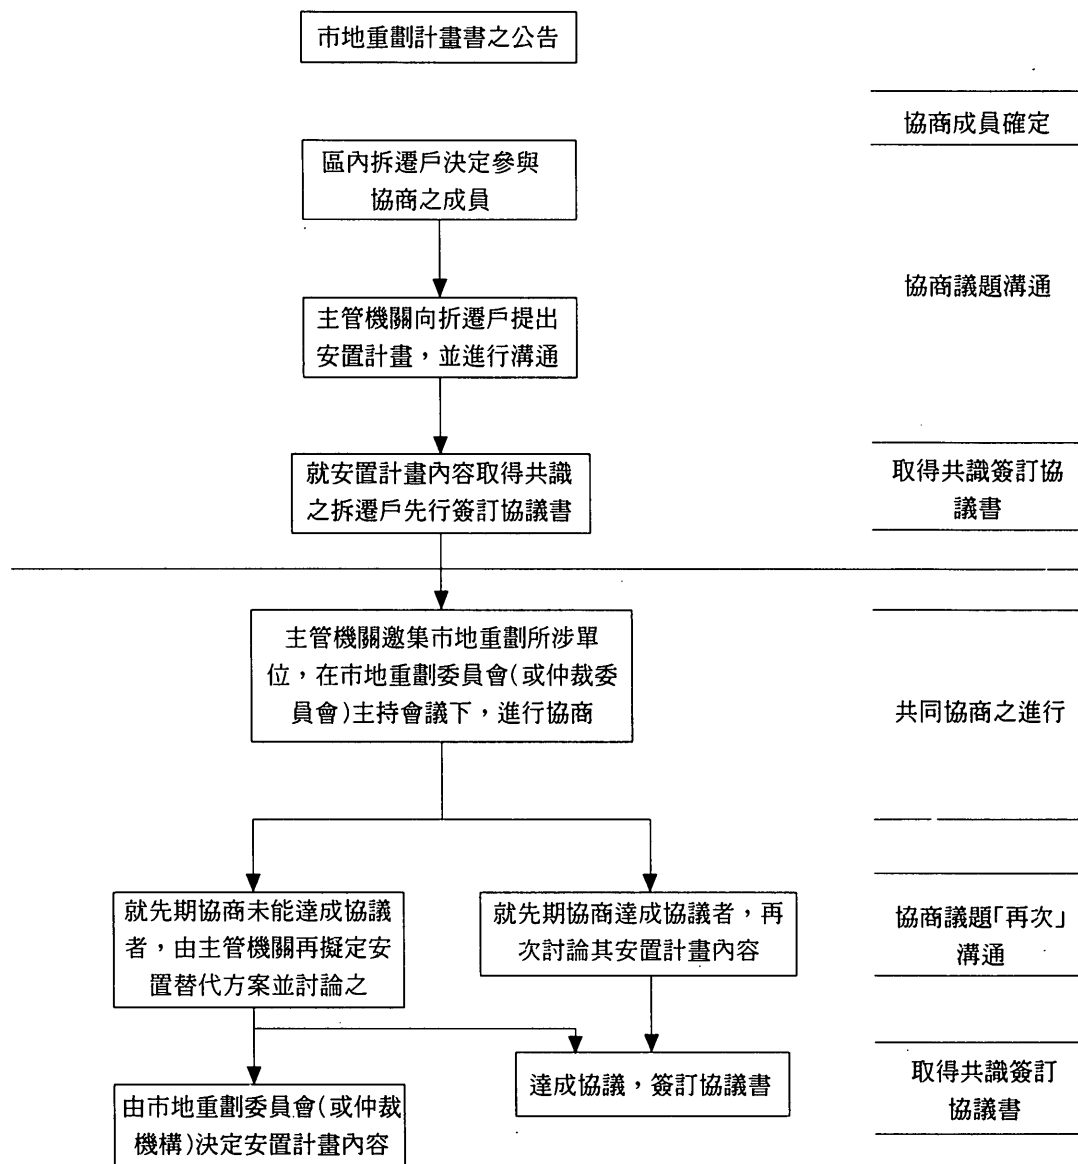 市地重劃計畫書之公告
協商成員確定
區內拆遷戶決定參與
協商之成員
協商議題溝通
主管機關向折遷戶提出
安置計畫，並進行溝通
就安置計畫內容取得共識
之拆遷戶先行簽訂協議書
取得共識簽訂協
議書
主管機關邀集市地重劃所涉單
位，在市地重劃委員會(或仲裁委
員會)主持會議下，進行協商
共同協商之進行
就先期協商未能達成協議
者，由主管機關再擬定安
置替代方案並討論之
就先期協商達成協議者，再
次討論其安置計畫內容
協商議題「再次」
溝通
達成協議，簽訂協議書
取得共識簽訂
協議書
由市地重劃委員會(或仲裁
機構)決定安置計畫內容